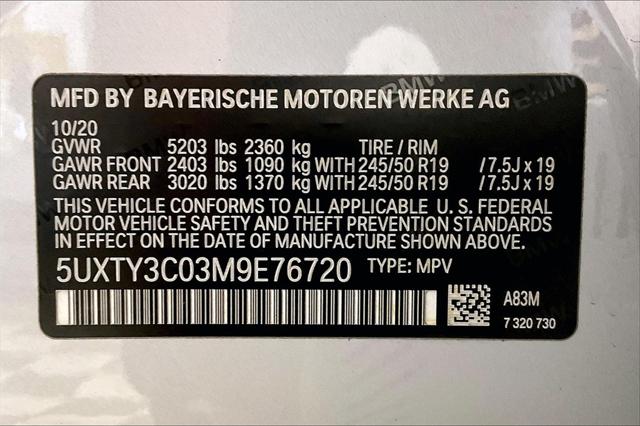 MFD BY BAYERISCHE MOTOREN WERKE AG
10/20
GVWR 5203 lbs 2360 kg TIRE / RIM
GAWR FRONT 2403 lbs 1090 kg WITH 245/50 R19 / 7.5J x 19
GAWR REAR 3020 lbs 1370 kg WITH 245/50 R19 / 7.5J x 19
THIS VEHICLE CONFORMS TO ALL APPLICABLE U. S. FEDERAL
MOTOR VEHICLE SAFETY AND THEFT PREVENTION STANDARDS
IN EFFECT ON THE DATE OF MANUFACTURE SHOWN ABOVE.
5UXTY3C03M9E76720 TYPE: MPV
A83M
7 320 730